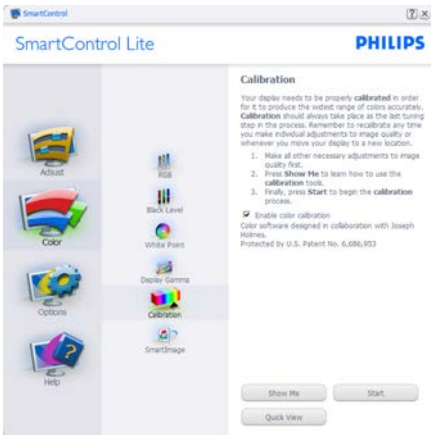 SmartControl
SmartControl Lite
PHILIPS
Adjust
Color
Options
Help
RGB
Black Level
White Point
Display Gamma
Calibration
SmartImage
Calibration
Your display needs to be properly calibrated in order
for it to produce the widest range of colors accurately.
Calibration should always take place as the last tuning
step in the process. Remember to recalibrate any time
you make individual adjustments to image quality or
whenever you move your display to a new location.
1. Make all other necessary adjustments to image
quality first.
2. Press Show Me to learn how to use the
calibration tools.
3. Finally, press Start to begin the calibration
process.
Enable color calibration
Color software designed in collaboration with Joseph
Holmes.
Protected by U.S. Patent No. 6,686,953
Show Me
Start
Quick View